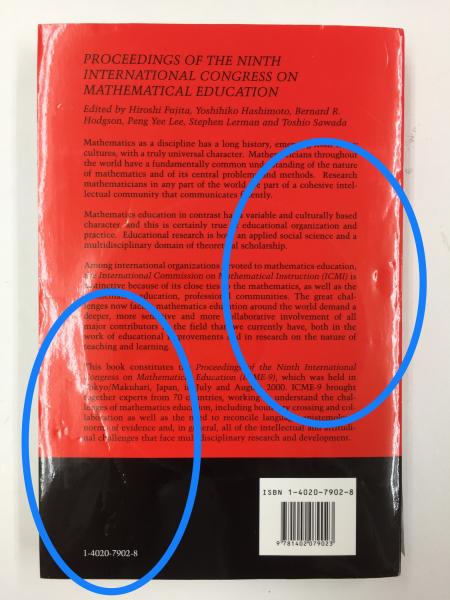 PROCEEDINGS OF THE NINTH
INTERNATIONAL CONGRESS ON
MATHEMATICAL EDUCATION
Edited by Hiroshi Fujita, Yoshihiko Hashimoto, Bernard R.
Hodgson, Peng Yee Lee, Stephen Lerman and Toshio Sawada
Mathematics as a discipline has a long history, emerging from
cultures, with a truly universal character. Mathematicians throughout
the world have a fundamentally common understanding of the nature
of mathematics and of its central problems and methods. Research
mathematicians in any part of the world are part of a cohesive intel-
lectual community that communicates fluently.
Mathematics education in contrast has a variable and culturally based
character and this is certainly true of educational organization and
practice. Educational research is both an applied social science and a
multidisciplinary domain of theoretical scholarship.
Among international organizations devoted to mathematics education,
the International Commission on Mathematical Instruction (ICMI) is
distinctive because of its close ties to the mathematics, as well as the
mathematics education, professional communities. The great chal-
lenges now facing mathematics education around the world demand a
deeper, more sensitive and more collaborative involvement of all
major contributors to the field that we currently have, both in the
work of educational improvements and in research on the nature of
teaching and learning.
This book constitutes the Proceedings of the Ninth International
Congress on Mathematical Education (ICME-9), which was held in
Tokyo/Makuhari, Japan, in July and August 2000. ICME-9 brought
together experts from 70 countries, working to understand the chal-
lenges of mathematics education, including boundary crossing and col-
laboration as well as the need to reconcile language, epistemology,
norms of evidence and, in general, all of the intellectual and attitudi-
nal challenges that face multidisciplinary research and development.
ISBN 1-4020-7902-8
9 781402 079023
1-4020-7902-8